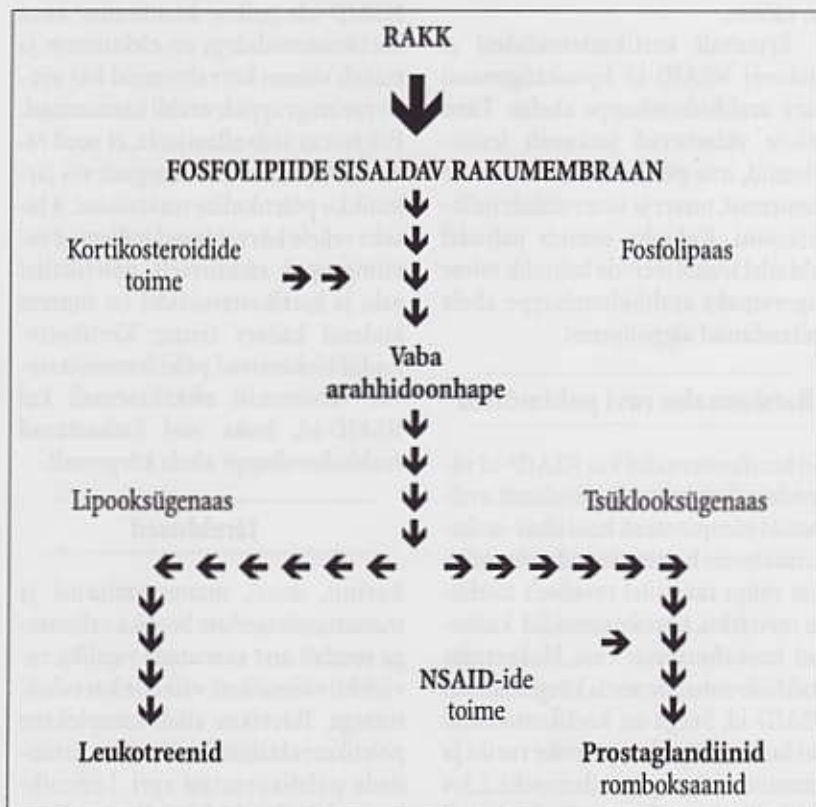 RAKK
FOSFOLIPIIDE SISALDAV RAKUMEMBRAAN
Kortikosteroidide
toime
Fosfolipaas
Vaba
arahhidoonhape
Lipooksügenaas
Tsüklooksügenaas
NSAID-ide
toime
Leukotreenid
Prostaglandiinid
romboksaanid